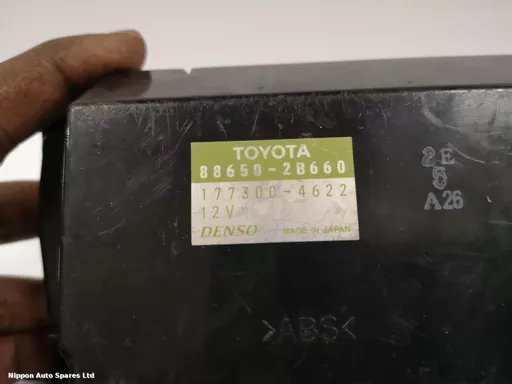 TOYOTA
88650-2B660
177300-4622
12V
DENSO MADE IN JAPAN
2E
5
A26
>ABS<
Nippon Auto Spares Ltd